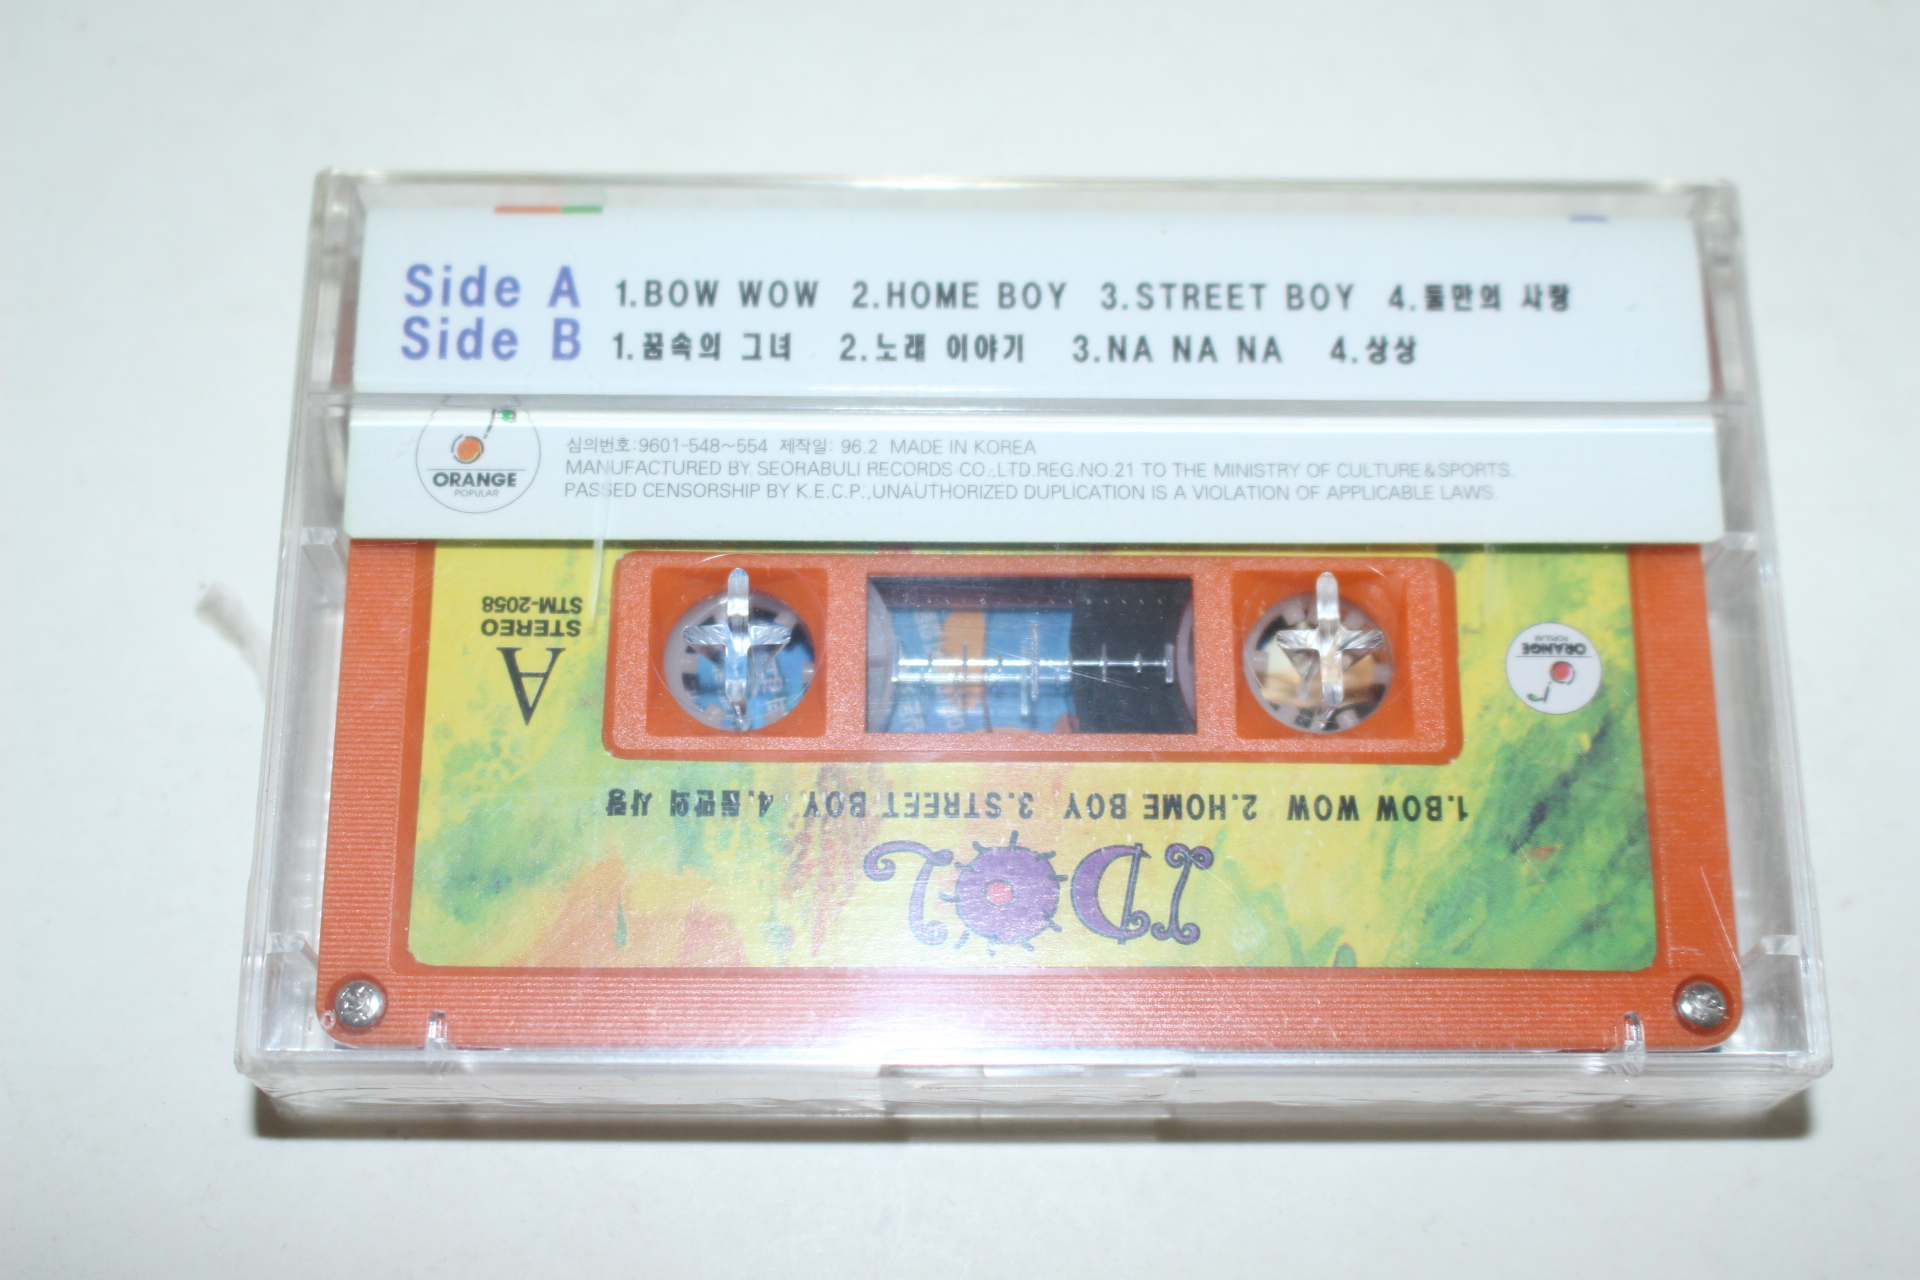 Side A 1.BOW WOW 2.HOME BOY 3.STREET BOY 4.둘만의 사랑
Side B 1.꿈속의 그녀 2.노래 이야기 3.NA NA NA 4.상상
ORANGE
POPULAR
심의번호:9601-548~554 제작일: 96.2 MADE IN KOREA
MANUFACTURED BY SEORABULI RECORDS CO.,LTD.REG.NO.21 TO THE MINISTRY OF CULTURE&SPORTS.
PASSED CENSORSHIP BY K.E.C.P.,UNAUTHORIZED DUPLICATION IS A VIOLATION OF APPLICABLE LAWS.
IDOL
1.BOW WOW 2.HOME BOY 3.STREET BOY 4.둘만의 사랑
ORANGE
POPULAR
A
STEREO
STM-2058